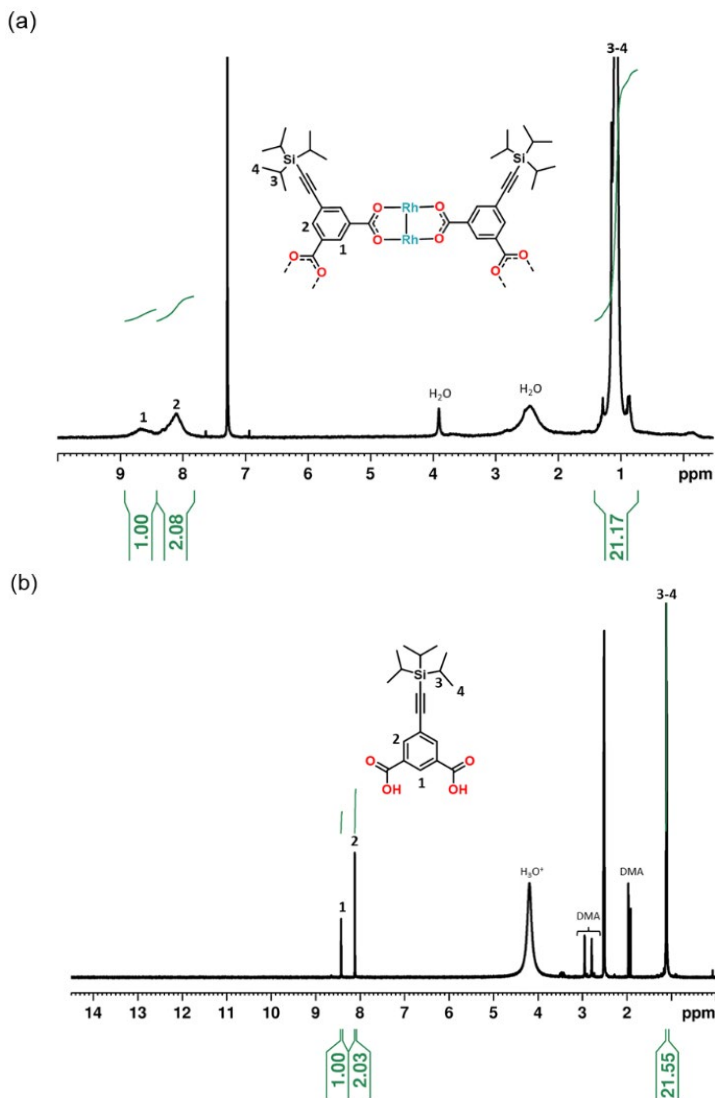 (a)
3-4
Si
Si
4
3
2
1
O
Rh
O
O
Rh
O
O
O
O
O
1
2
H₂O
H₂O
9 8 7 6 5 4 3 2 1 ppm
1.00
2.08
21.17
(b)
3-4
Si
3
4
2
O
O
OH
1
OH
1
2
H₃O⁺
DMA
DMA
14 13 12 11 10 9 8 7 6 5 4 3 2 ppm
1.00
2.03
21.55